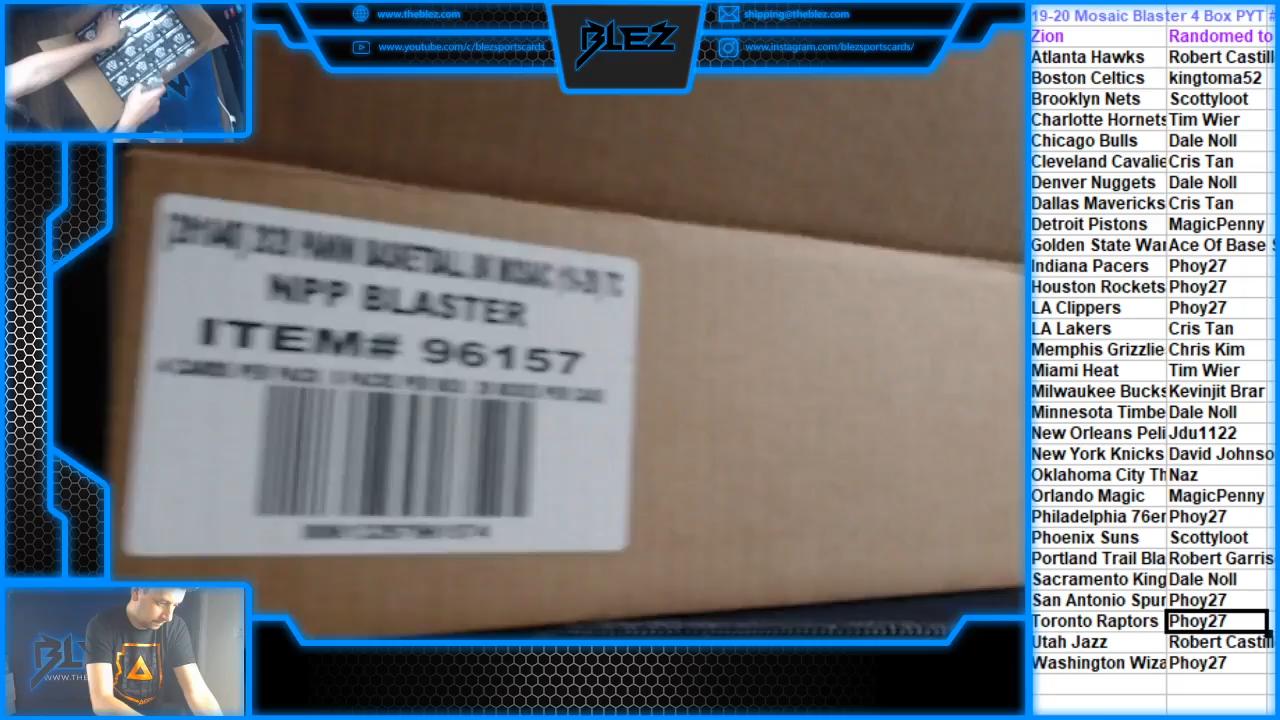 www.theblez.com
www.youtube.com/c/blezsportscards
BLEZ
shipping@theblez.com
www.instagram.com/blezsportscards/
NPP BLASTER
ITEM# 96157
BL
WWW.THE
19-20 Mosaic Blaster 4 Box PYT #
Zion Randomed to
Atlanta Hawks Robert Castill
Boston Celtics kingtoma52
Brooklyn Nets Scottyloot
Charlotte Hornets Tim Wier
Chicago Bulls Dale Noll
Cleveland Cavalie Cris Tan
Denver Nuggets Dale Noll
Dallas Mavericks Cris Tan
Detroit Pistons MagicPenny
Golden State War Ace Of Base S
Indiana Pacers Phoy27
Houston Rockets Phoy27
LA Clippers Phoy27
LA Lakers Cris Tan
Memphis Grizzlie Chris Kim
Miami Heat Tim Wier
Milwaukee Bucks Kevinjit Brar
Minnesota Timbe Dale Noll
New Orleans Peli Jdu1122
New York Knicks David Johnso
Oklahoma City Th Naz
Orlando Magic MagicPenny
Philadelphia 76er Phoy27
Phoenix Suns Scottyloot
Portland Trail Bla Robert Garris
Sacramento King Dale Noll
San Antonio Spur Phoy27
Toronto Raptors Phoy27
Utah Jazz Robert Castill
Washington Wiza Phoy27